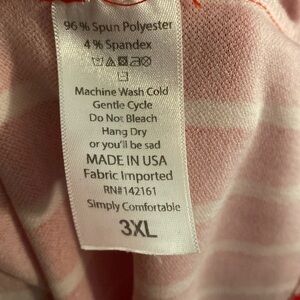 96% Spun Polyester
4% Spandex
Machine Wash Cold
Gentle Cycle
Do Not Bleach
Hang Dry
or you'll be sad
MADE IN USA
Fabric Imported
RN#142161
Simply Comfortable
3XL